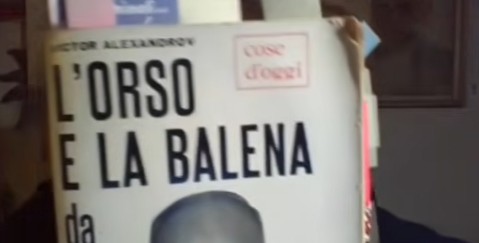 VICTOR ALEXANDROV
cose
d'oggi
L'ORSO
E LA BALENA
da